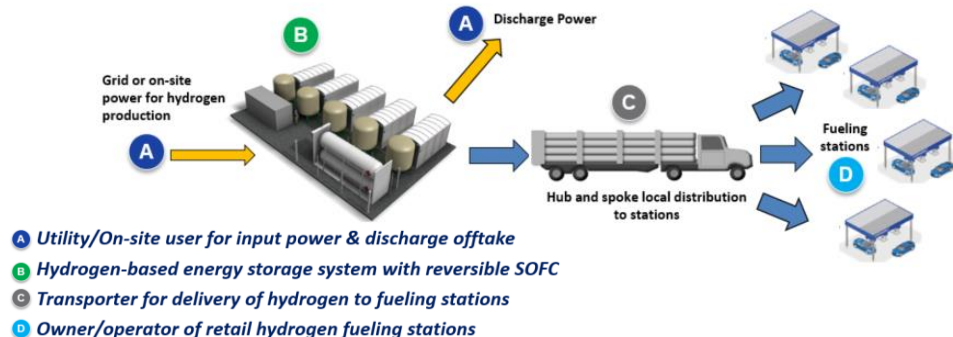 A
Discharge Power
B
Grid or on-site
power for hydrogen
production
A
C
Fueling
stations
D
Hub and spoke local distribution
to stations
A Utility/On-site user for input power & discharge offtake
B Hydrogen-based energy storage system with reversible SOFC
C Transporter for delivery of hydrogen to fueling stations
D Owner/operator of retail hydrogen fueling stations